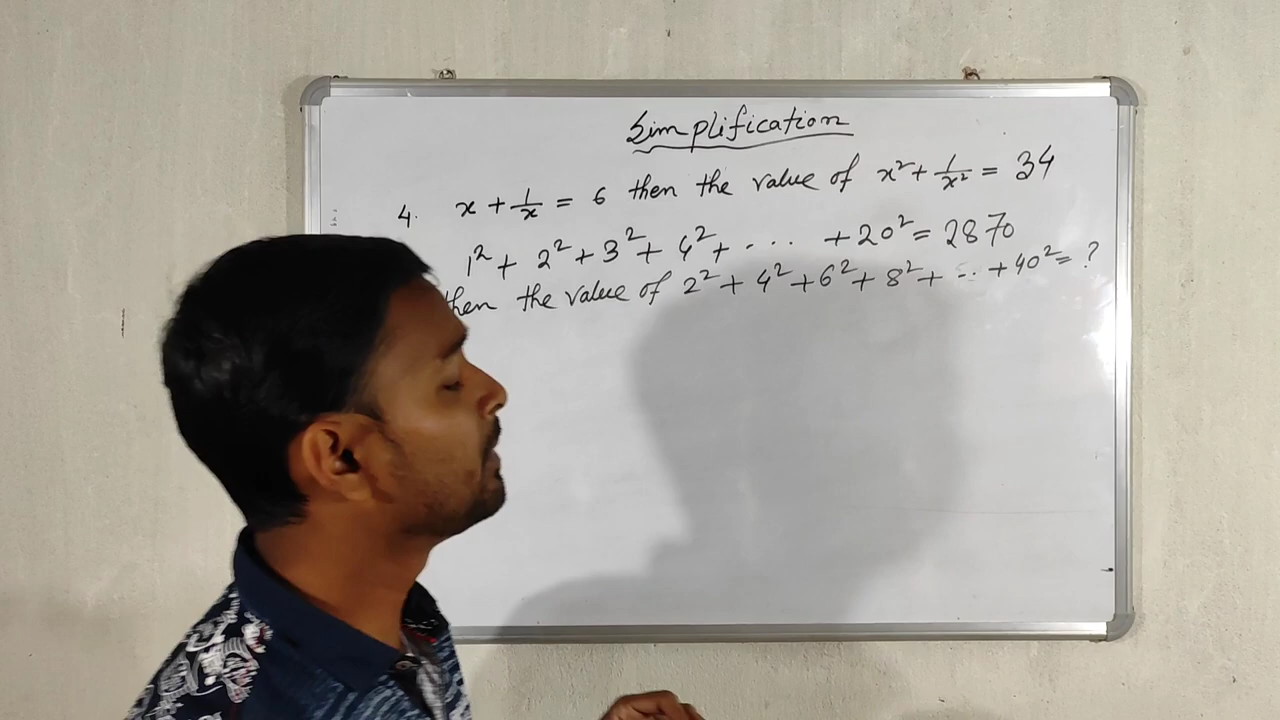 Simplification
4. x + 1/x = 6 then the value of x² + 1/x² = 34
1² + 2² + 3² + 4² + .... + 20² = 2870
then the value of 2² + 4² + 6² + 8² + ... + 40² = ?